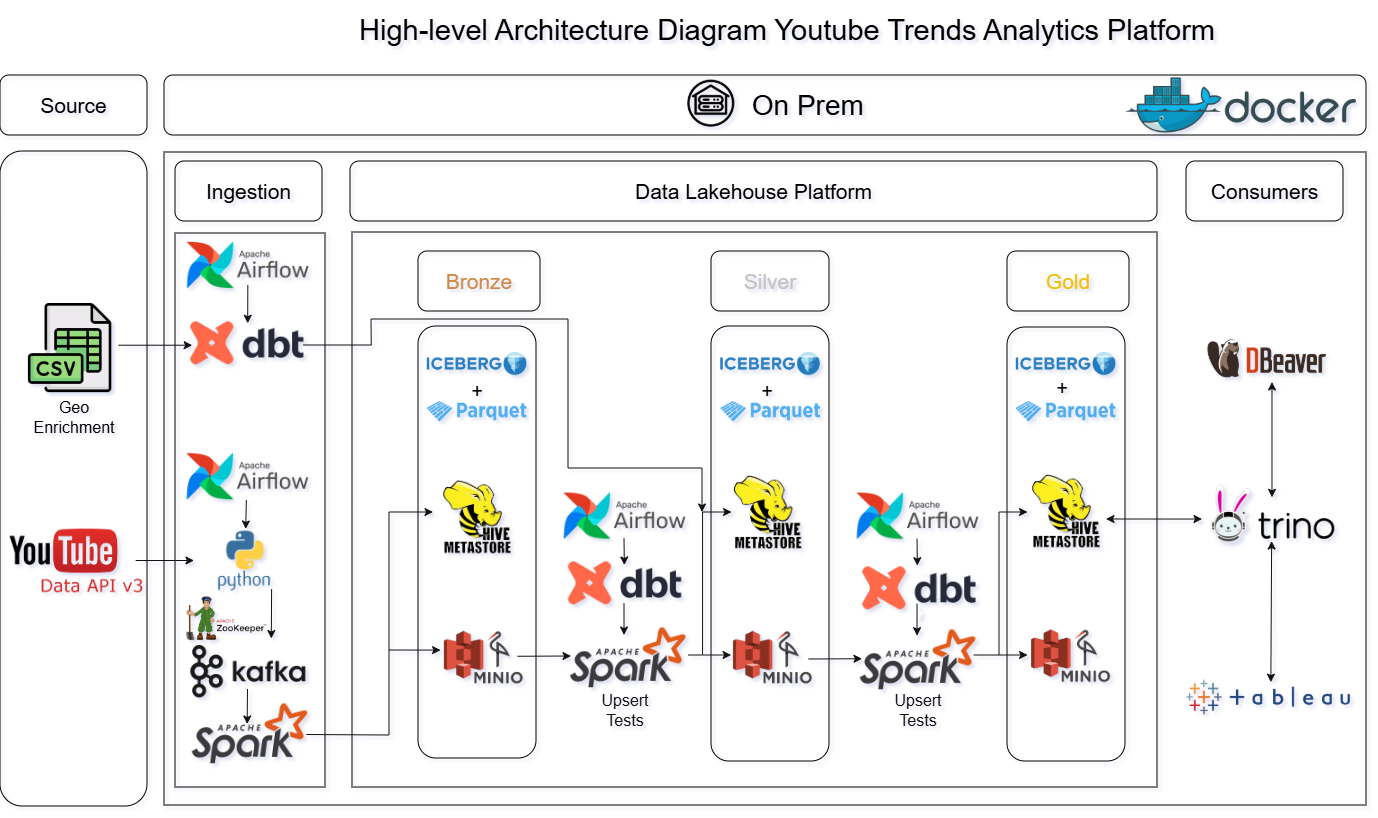 High-level Architecture Diagram Youtube Trends Analytics Platform
Source
On Prem
docker
Ingestion
Data Lakehouse Platform
Consumers
CSV
Geo
Enrichment
YouTube
Data API v3
Apache
Airflow
dbt
Apache
Airflow
python
APACHE
ZooKeeper™
kafka
APACHE
Spark
Bronze
ICEBERG
+
Parquet
HIVE
METASTORE
MINIO
Apache
Airflow
dbt
APACHE
Spark
Upsert
Tests
Silver
ICEBERG
+
Parquet
HIVE
METASTORE
MINIO
Apache
Airflow
dbt
APACHE
Spark
Upsert
Tests
Gold
ICEBERG
+
Parquet
HIVE
METASTORE
MINIO
DBeaver
trino
+ableau